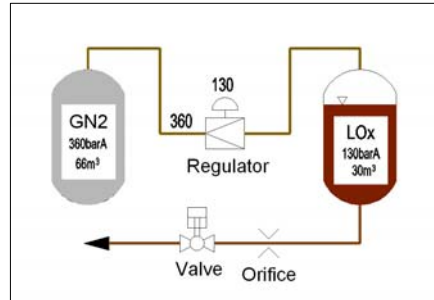 130
GN2
360barA
66m³
360
Regulator
LOx
130barA
30m³
Valve
Orifice